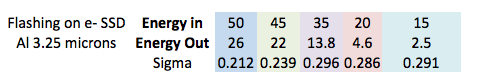 Flashing on e- SSD Energy in 50 45 35 20 15
Al 3.25 microns Energy Out 26 22 13.8 4.6 2.5
Sigma 0.212 0.239 0.296 0.286 0.291